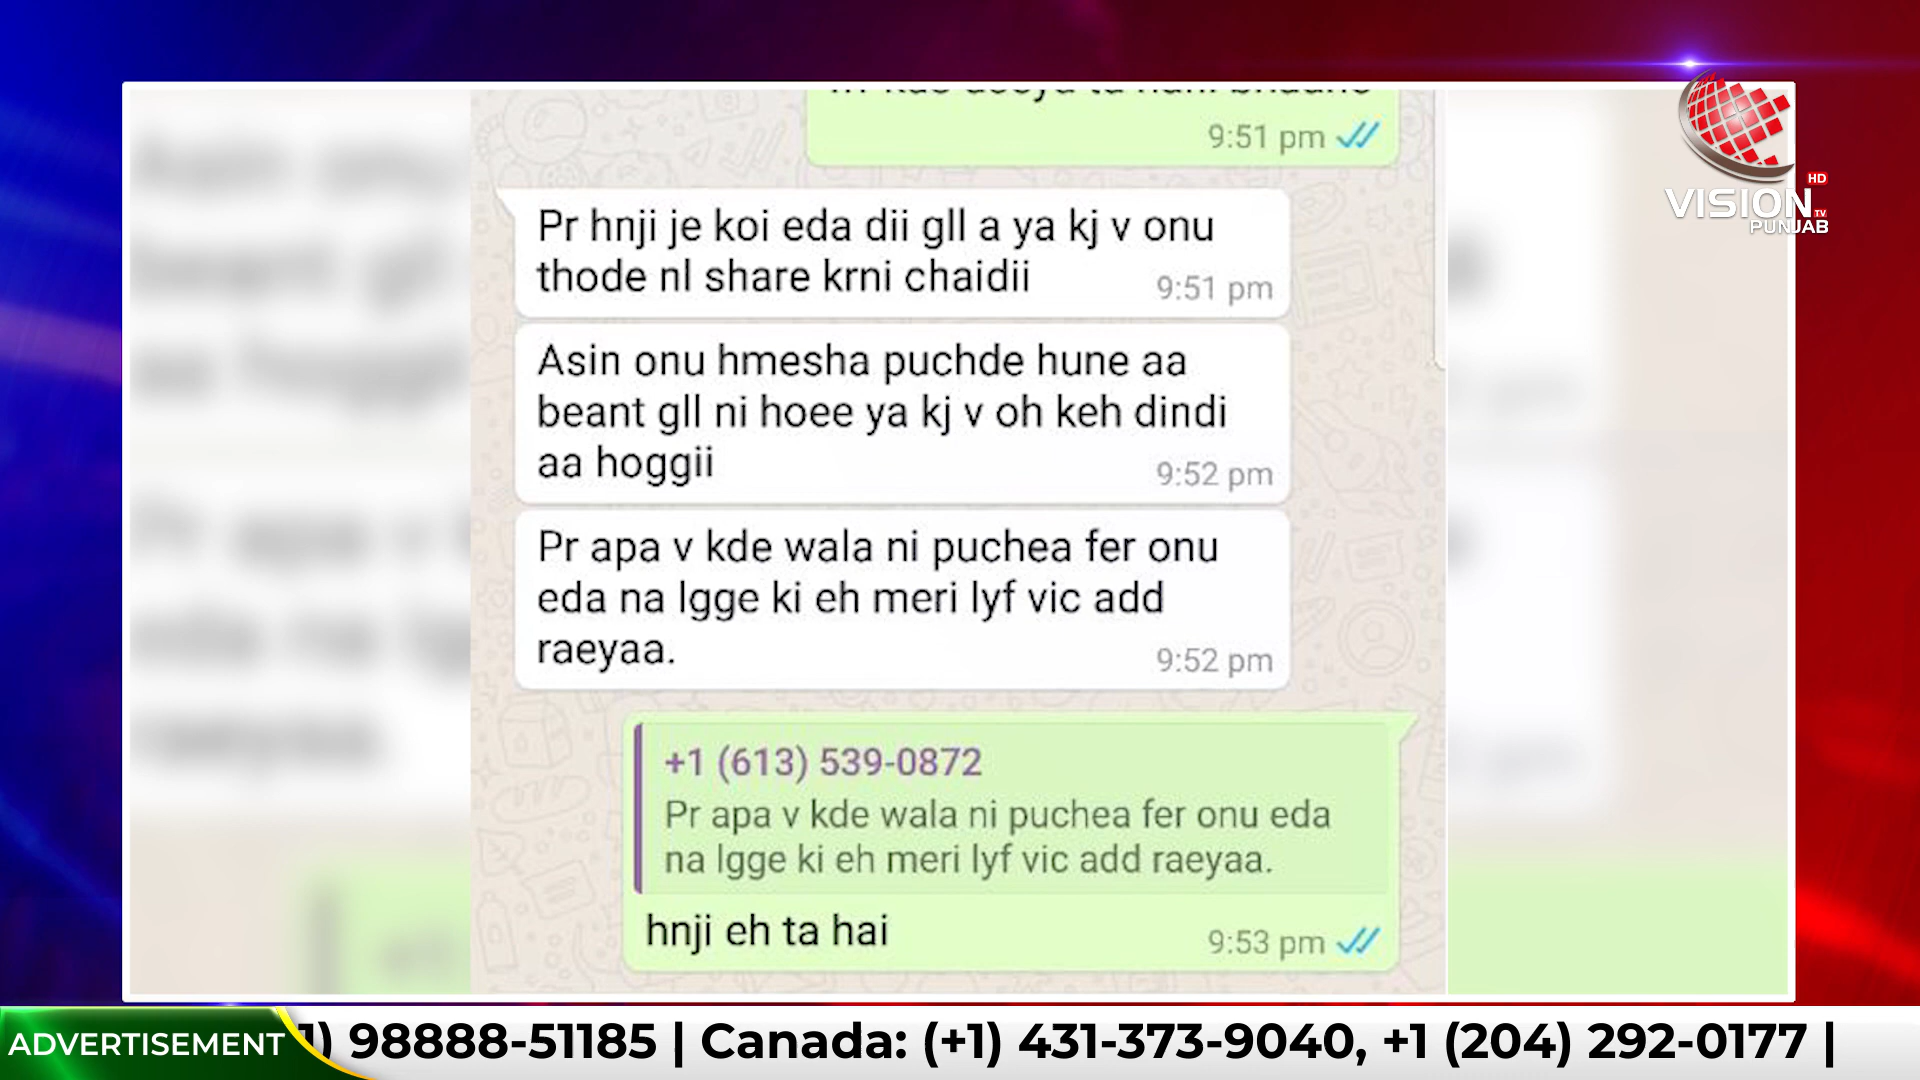 9:51 pm
Pr hnji je koi eda dii gll a ya kj v onu
thode nl share krni chaidii
9:51 pm
Asin onu hmesha puchde hune aa
beant gll ni hoee ya kj v oh keh dindi
aa hoggii
9:52 pm
Pr apa v kde wala ni puchea fer onu
eda na lgge ki eh meri lyf vic add
raeyaa.
9:52 pm
+1 (613) 539-0872
Pr apa v kde wala ni puchea fer onu eda
na lgge ki eh meri lyf vic add raeyaa.
hnji eh ta hai
9:53 pm
HD
VISION TV
PUNJAB
ADVERTISEMENT
1) 98888-51185 | Canada: (+1) 431-373-9040, +1 (204) 292-0177 |